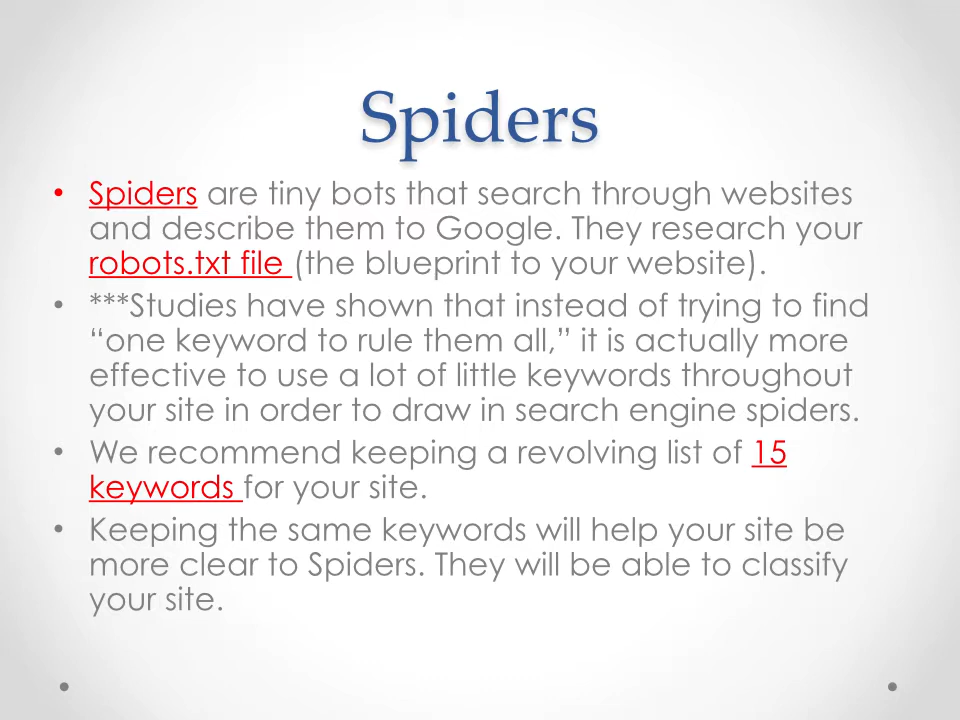 Spiders
• Spiders are tiny bots that search through websites
and describe them to Google. They research your
robots.txt file (the blueprint to your website).
• ***Studies have shown that instead of trying to find
“one keyword to rule them all,” it is actually more
effective to use a lot of little keywords throughout
your site in order to draw in search engine spiders.
• We recommend keeping a revolving list of 15
keywords for your site.
• Keeping the same keywords will help your site be
more clear to Spiders. They will be able to classify
your site.